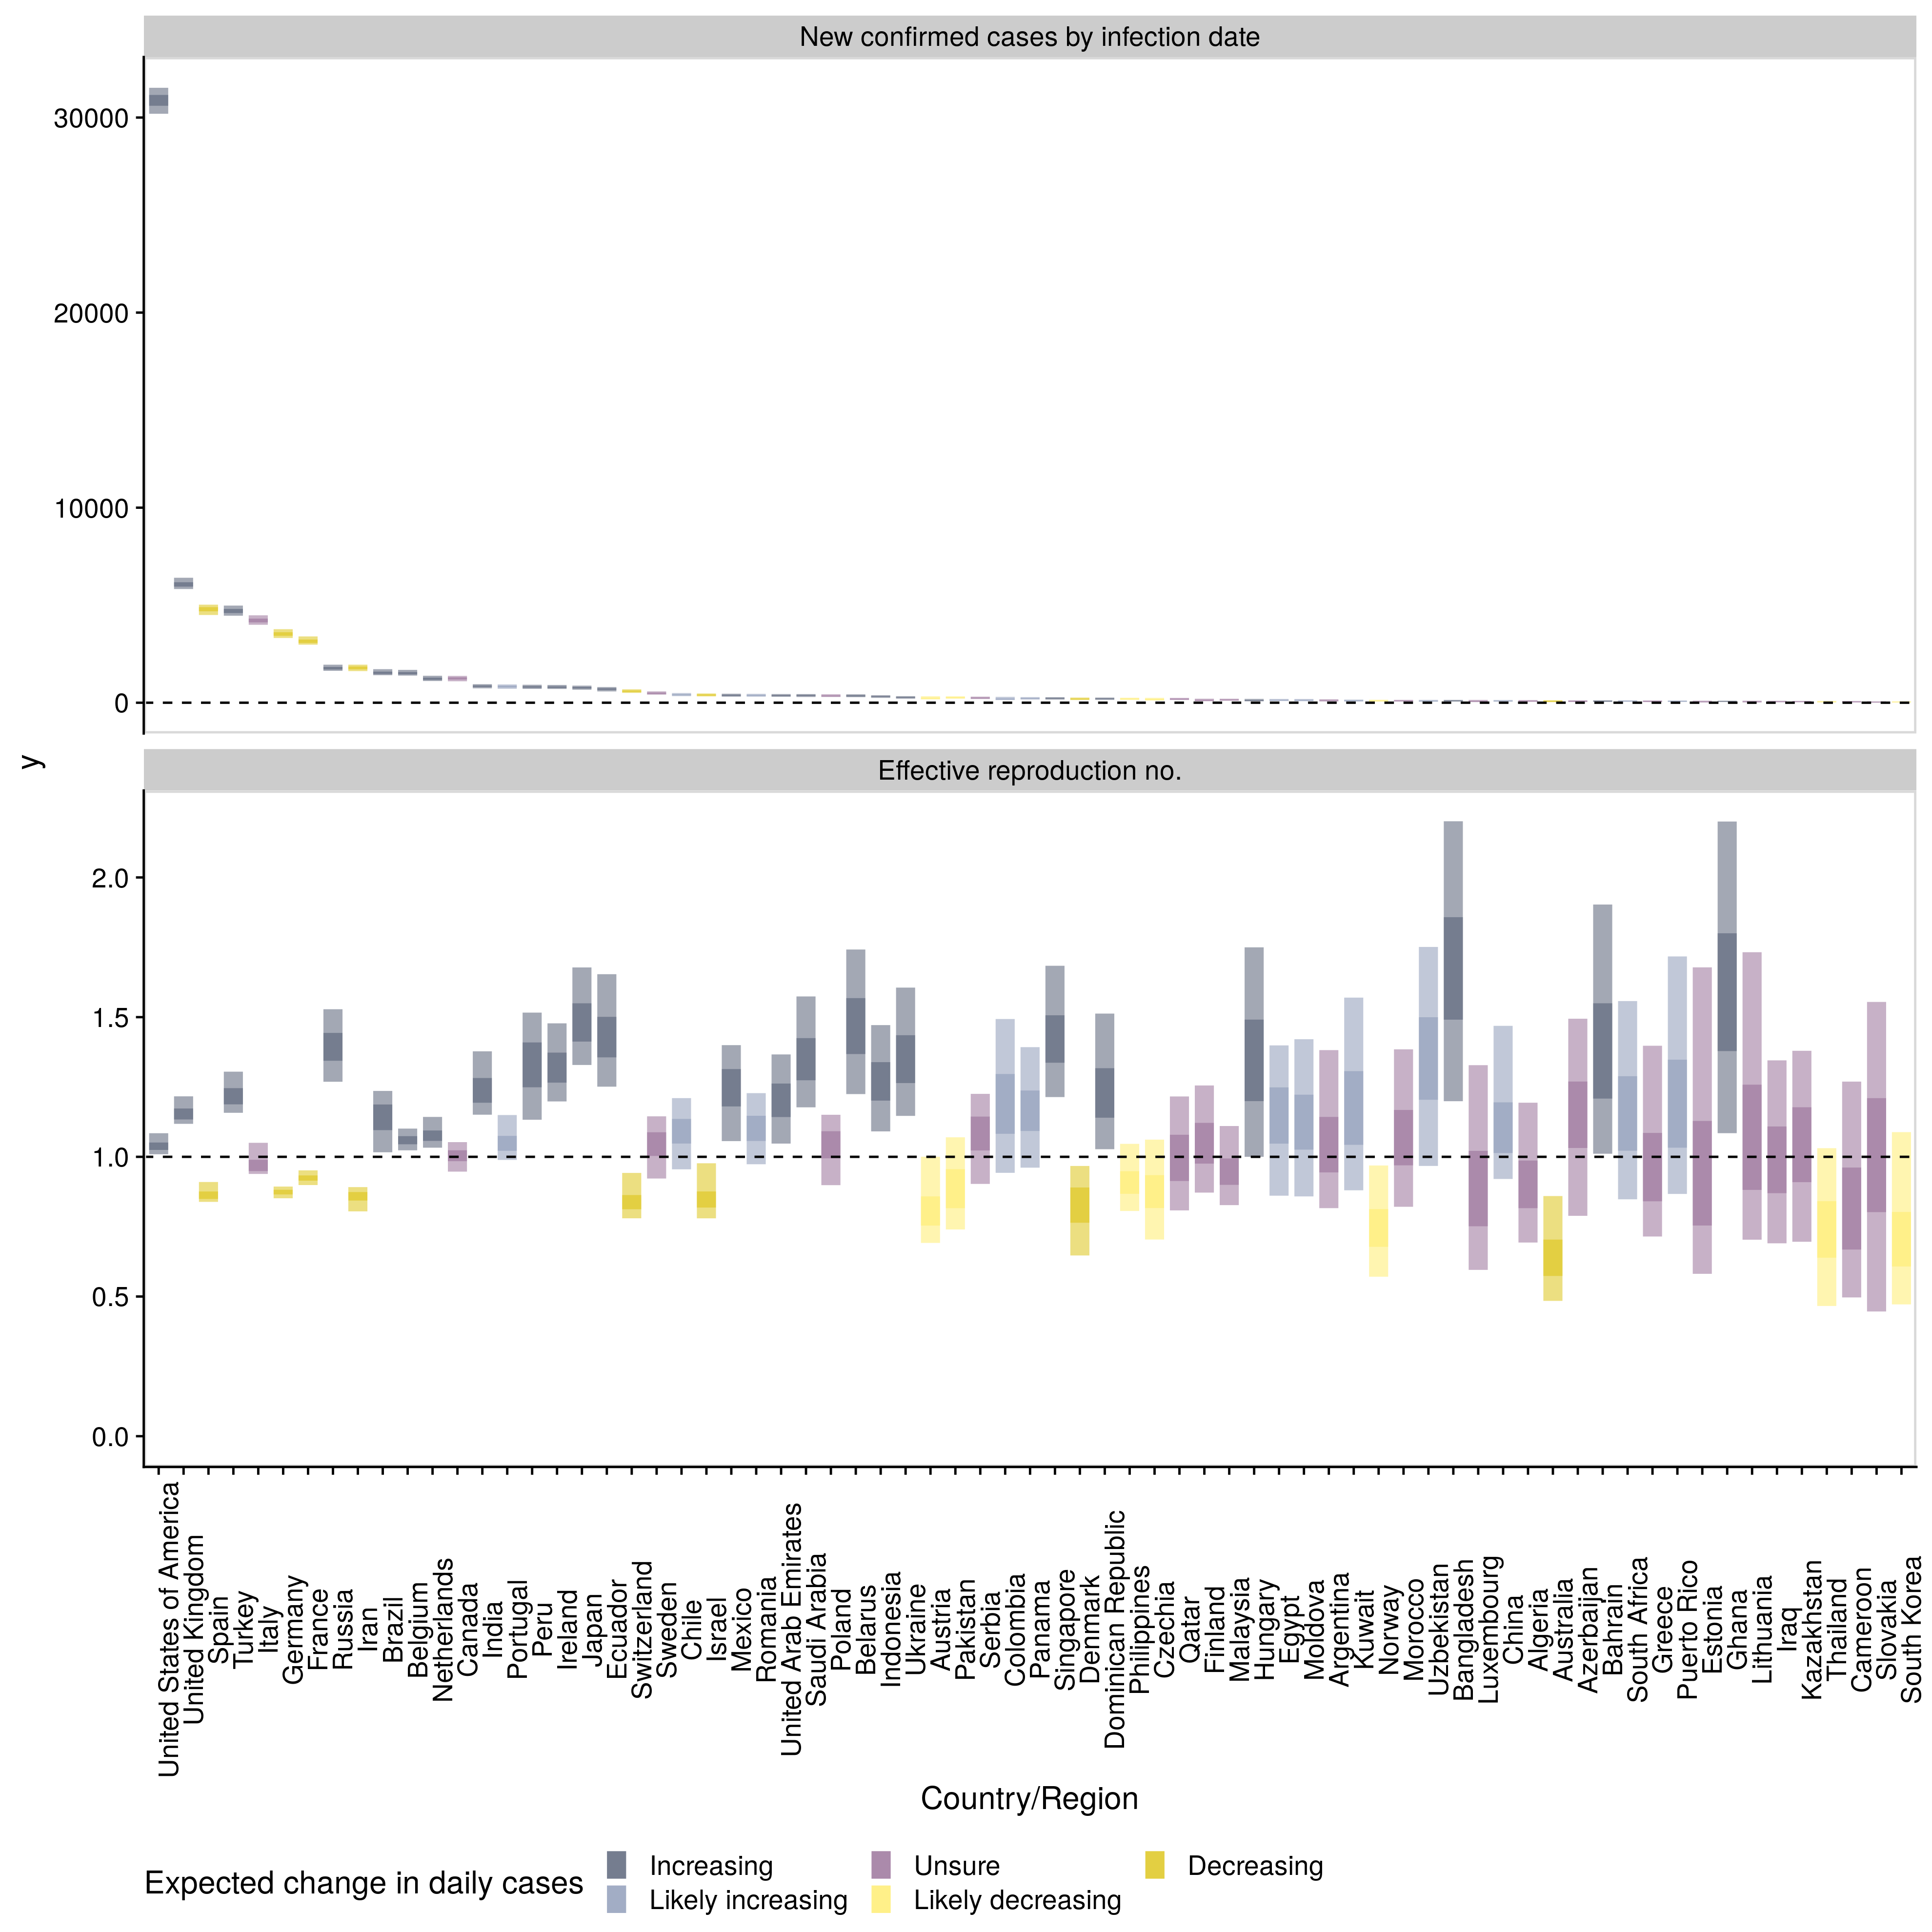 New confirmed cases by infection date
30000
20000
10000
0
y
Effective reproduction no.
2.0
1.5
1.0
0.5
0.0
United States of America
United Kingdom
Spain
Turkey
Italy
Germany
France
Russia
Iran
Brazil
Belgium
Netherlands
Canada
India
Portugal
Peru
Ireland
Japan
Ecuador
Switzerland
Sweden
Chile
Israel
Mexico
Romania
United Arab Emirates
Saudi Arabia
Poland
Belarus
Indonesia
Ukraine
Austria
Pakistan
Serbia
Colombia
Panama
Singapore
Denmark
Dominican Republic
Philippines
Czechia
Qatar
Finland
Malaysia
Hungary
Egypt
Moldova
Argentina
Kuwait
Norway
Morocco
Uzbekistan
Bangladesh
Luxembourg
China
Algeria
Australia
Azerbaijan
Bahrain
South Africa
Greece
Puerto Rico
Estonia
Ghana
Lithuania
Iraq
Kazakhstan
Thailand
Cameroon
Slovakia
South Korea
Country/Region
Expected change in daily cases
Increasing
Unsure
Decreasing
Likely increasing
Likely decreasing